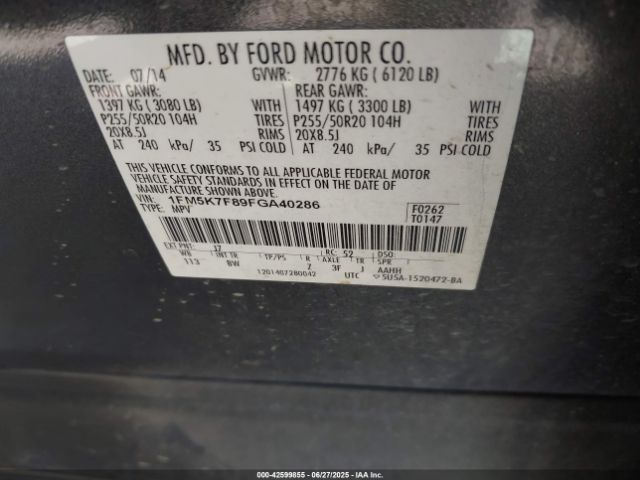 MFD. BY FORD MOTOR CO.
DATE: 07/14 GVWR: 2776 KG (6120 LB)
FRONT GAWR: REAR GAWR:
1397 KG (3080 LB) WITH 1497 KG (3300 LB) WITH
P255/50R20 104H TIRES P255/50R20 104H TIRES
20X8.5J RIMS 20X8.5J RIMS
AT 240 kPa/ 35 PSI COLD AT 240 kPa/ 35 PSI COLD
THIS VEHICLE CONFORMS TO ALL APPLICABLE FEDERAL MOTOR
VEHICLE SAFETY STANDARDS IN EFFECT ON THE DATE OF
MANUFACTURE SHOWN ABOVE.
VIN: 1FM5K7F89FGA40286 F0262
TYPE: MPV T0147
EXT PNT: J7 RC: 52 DSO:
WB BRK TP/PS R AXLE TR SPR
113 BW 7 3F J AAHH
1201407280042 UTC 5U5A-1520472-BA
000-42599855 | 06/27/2025 | IAA Inc.